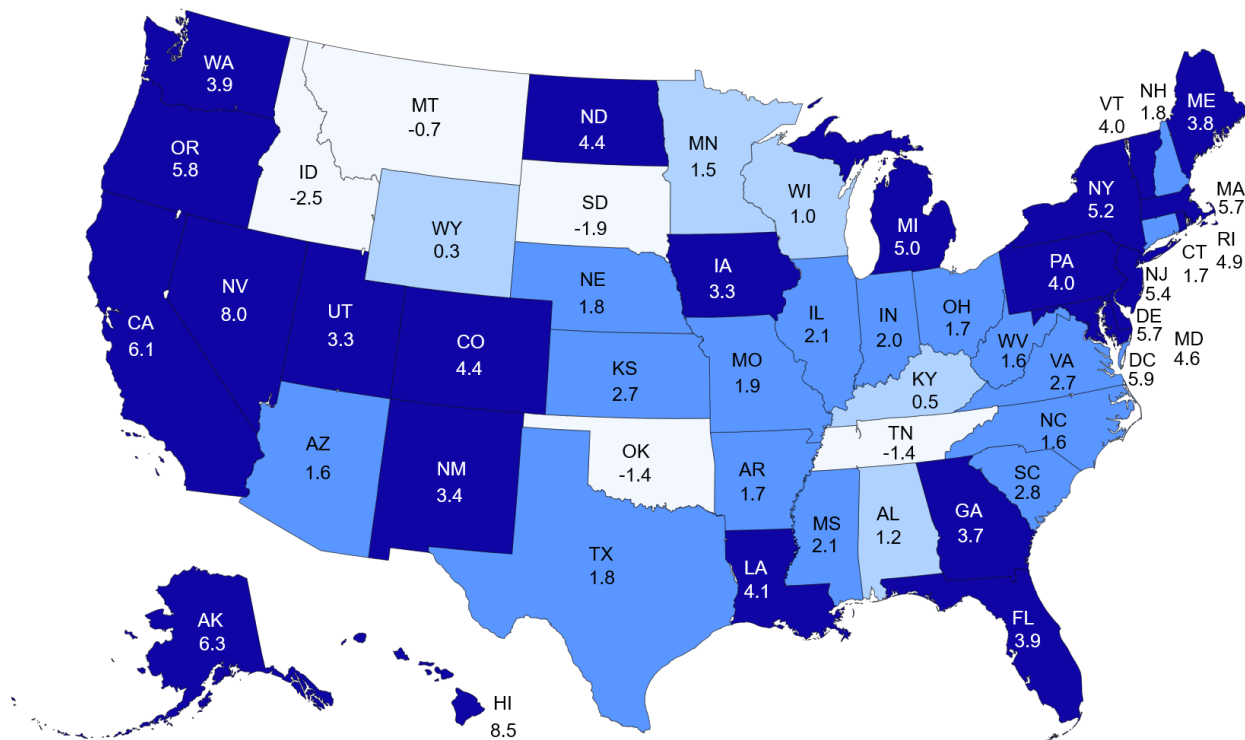 WA
3.9
OR
5.8
CA
6.1
NV
8.0
ID
-2.5
MT
-0.7
WY
0.3
UT
3.3
CO
4.4
AZ
1.6
NM
3.4
ND
4.4
SD
-1.9
NE
1.8
KS
2.7
OK
-1.4
TX
1.8
MN
1.5
IA
3.3
MO
1.9
AR
1.7
LA
4.1
WI
1.0
IL
2.1
MI
5.0
IN
2.0
OH
1.7
KY
0.5
TN
-1.4
MS
2.1
AL
1.2
GA
3.7
FL
3.9
SC
2.8
NC
1.6
VA
2.7
WV
1.6
PA
4.0
NY
5.2
VT
4.0
NH
1.8
ME
3.8
MA
5.7
RI
4.9
CT
1.7
NJ
5.4
DE
5.7
MD
4.6
DC
5.9
AK
6.3
HI
8.5